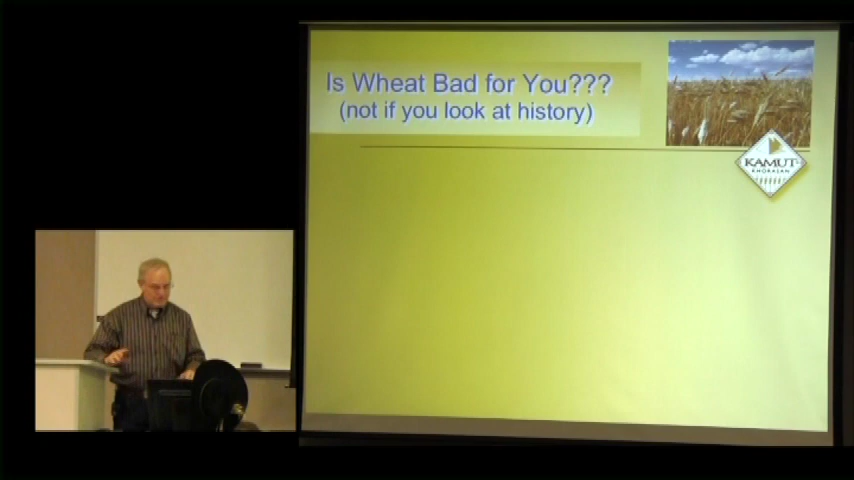 Is Wheat Bad for You???
(not if you look at history)
KAMUT
KHORASAN